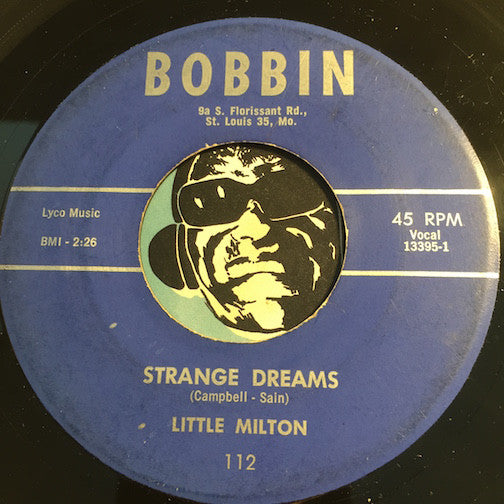 BOBBIN
9a S. Florissant Rd.,
St. Louis 35, Mo.
Lyco Music
BMI - 2:26
45 RPM
Vocal
13395-1
STRANGE DREAMS
(Campbell - Sain)
LITTLE MILTON
112